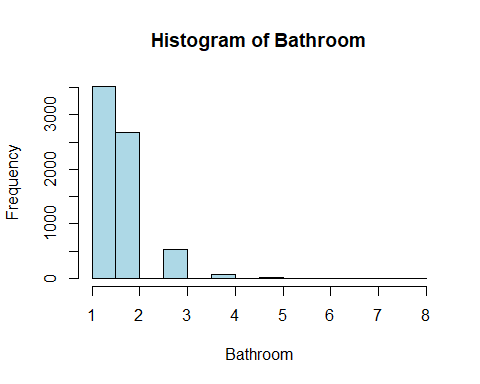 Histogram of Bathroom
Frequency
3000
2000
1000
0
1 2 3 4 5 6 7 8
Bathroom